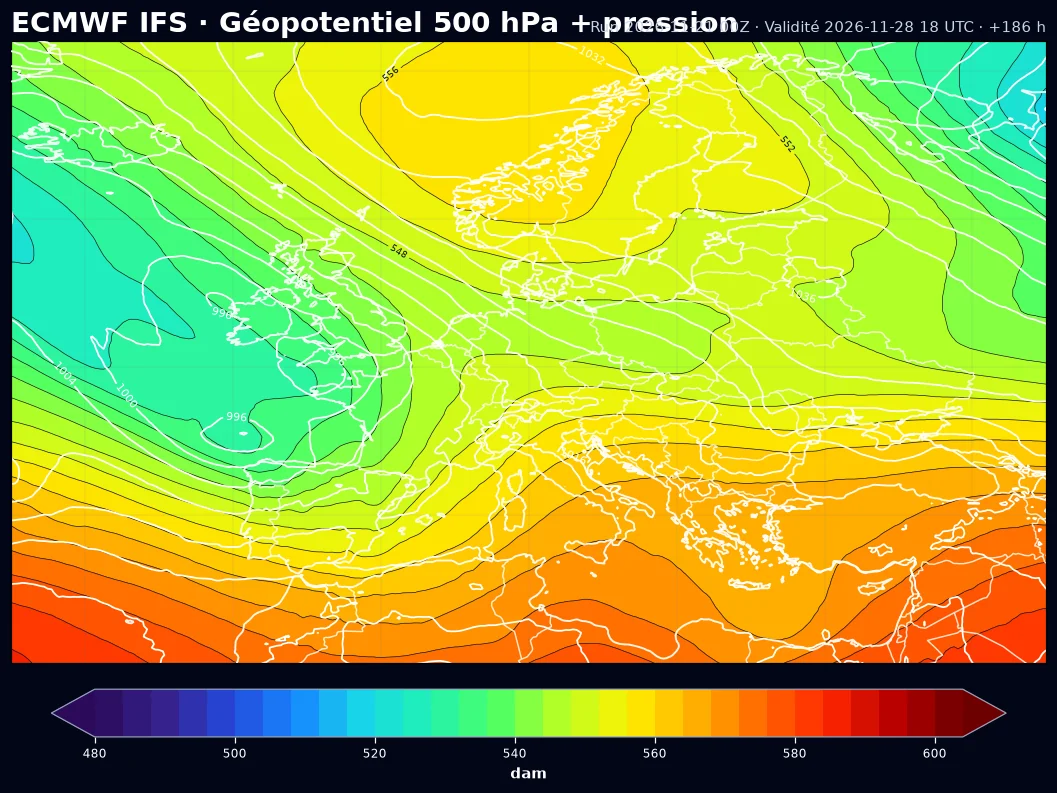 ECMWF IFS · Géopotentiel 500 hPa + pression
Validité 2026-11-28 18 UTC · +186 h
1032
556
552
548
1036
996
1004
1000
996
480 500 520 540 560 580 600
dam